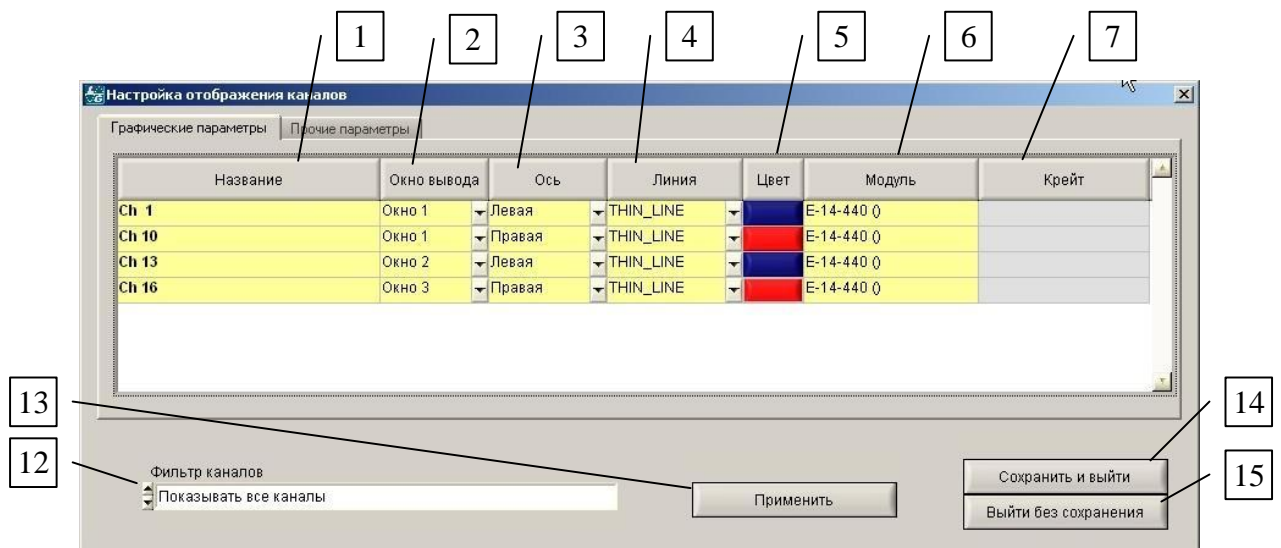 1 2 3 4 5 6 7
Настройка отображения каналов
Графические параметры Прочие параметры
Название Окно вывода Ось Линия Цвет Модуль Крейт
Ch 1 Окно 1 Левая THIN_LINE E-14-440 ()
Ch 10 Окно 1 Правая THIN_LINE E-14-440 ()
Ch 13 Окно 2 Левая THIN_LINE E-14-440 ()
Ch 16 Окно 3 Правая THIN_LINE E-14-440 ()
13 14
12 Фильтр каналов Сохранить и выйти 15
Показывать все каналы Применить Выйти без сохранения